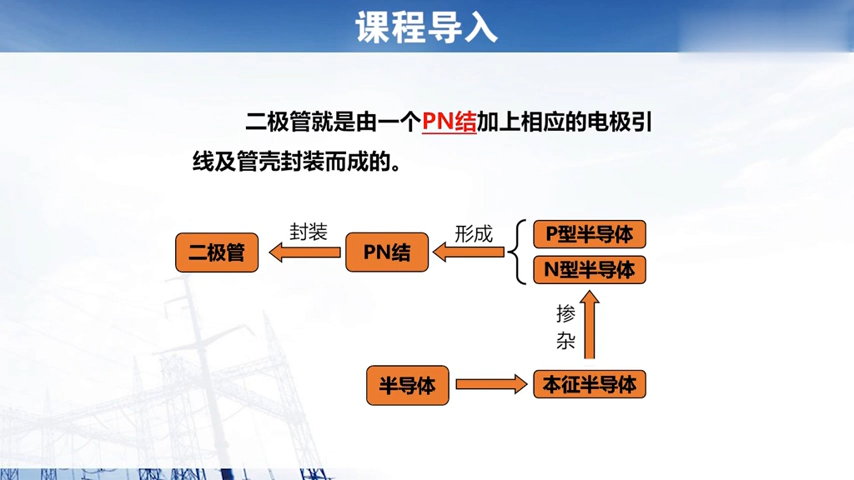 课程导入
二极管就是由一个PN结加上相应的电极引
线及管壳封装而成的。
二极管
封装
PN结
形成
P型半导体
N型半导体
掺
杂
半导体
本征半导体